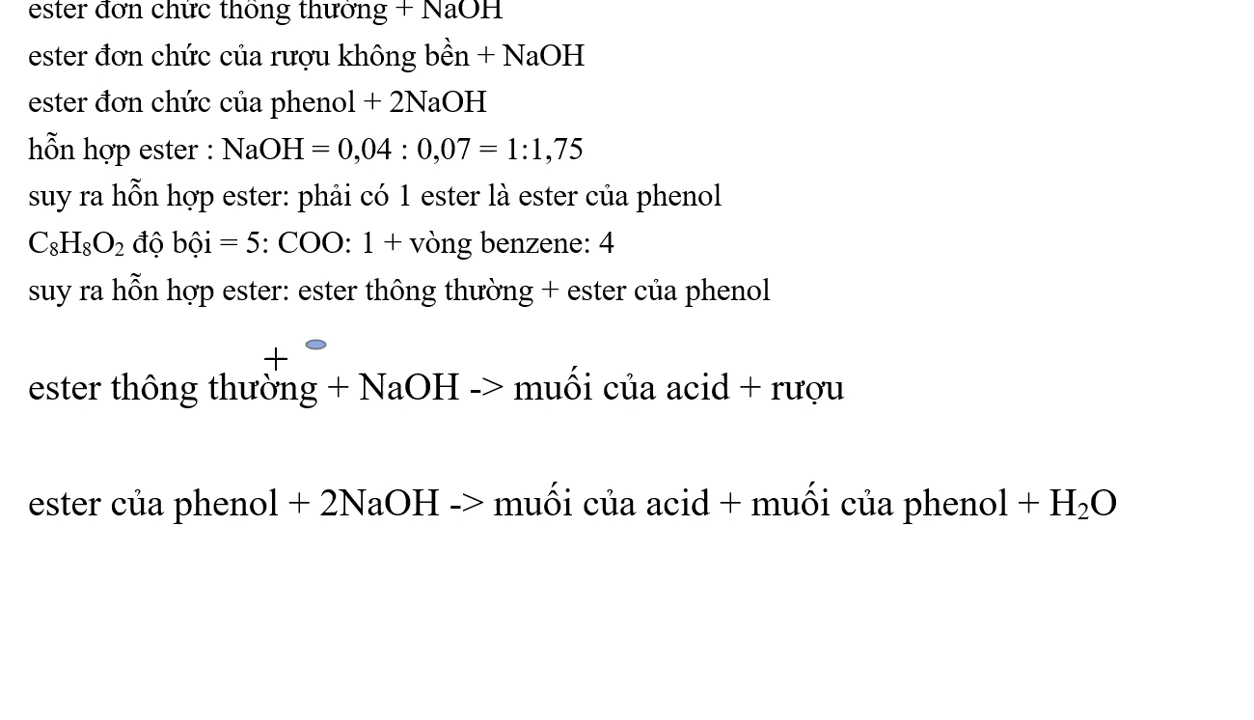 ester đơn chức thông thường + NaOH
ester đơn chức của rượu không bền + NaOH
ester đơn chức của phenol + 2NaOH
hỗn hợp ester : NaOH = 0,04 : 0,07 = 1:1,75
suy ra hỗn hợp ester: phải có 1 ester là ester của phenol
C₈H₈O₂ độ bội = 5: COO: 1 + vòng benzene: 4
suy ra hỗn hợp ester: ester thông thường + ester của phenol
ester thông thường + NaOH -> muối của acid + rượu
ester của phenol + 2NaOH -> muối của acid + muối của phenol + H₂O